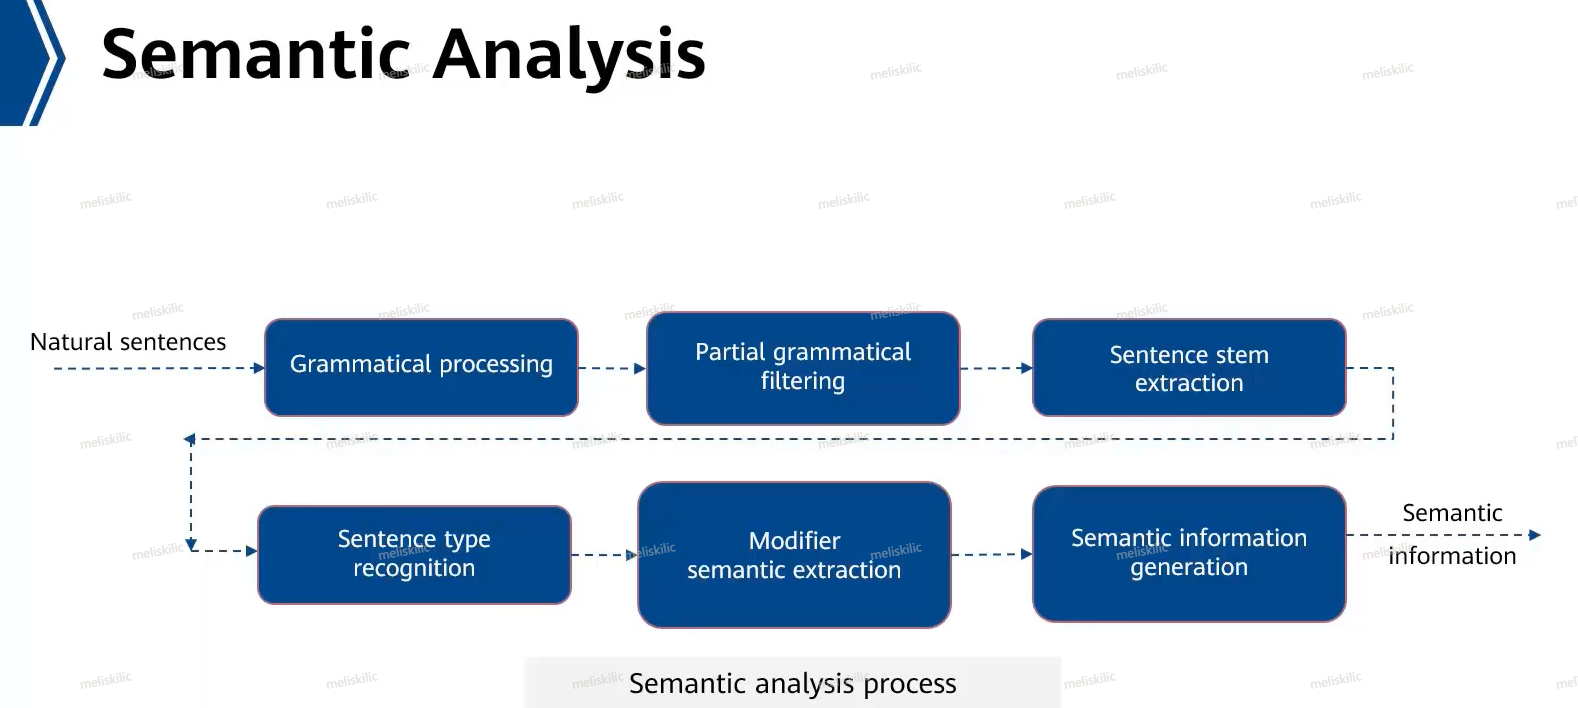 Semantic Analysis
Natural sentences
Grammatical processing
Partial grammatical
filtering
Sentence stem
extraction
Sentence type
recognition
Modifier
semantic extraction
Semantic information
generation
Semantic
information
Semantic analysis process
meliskilic